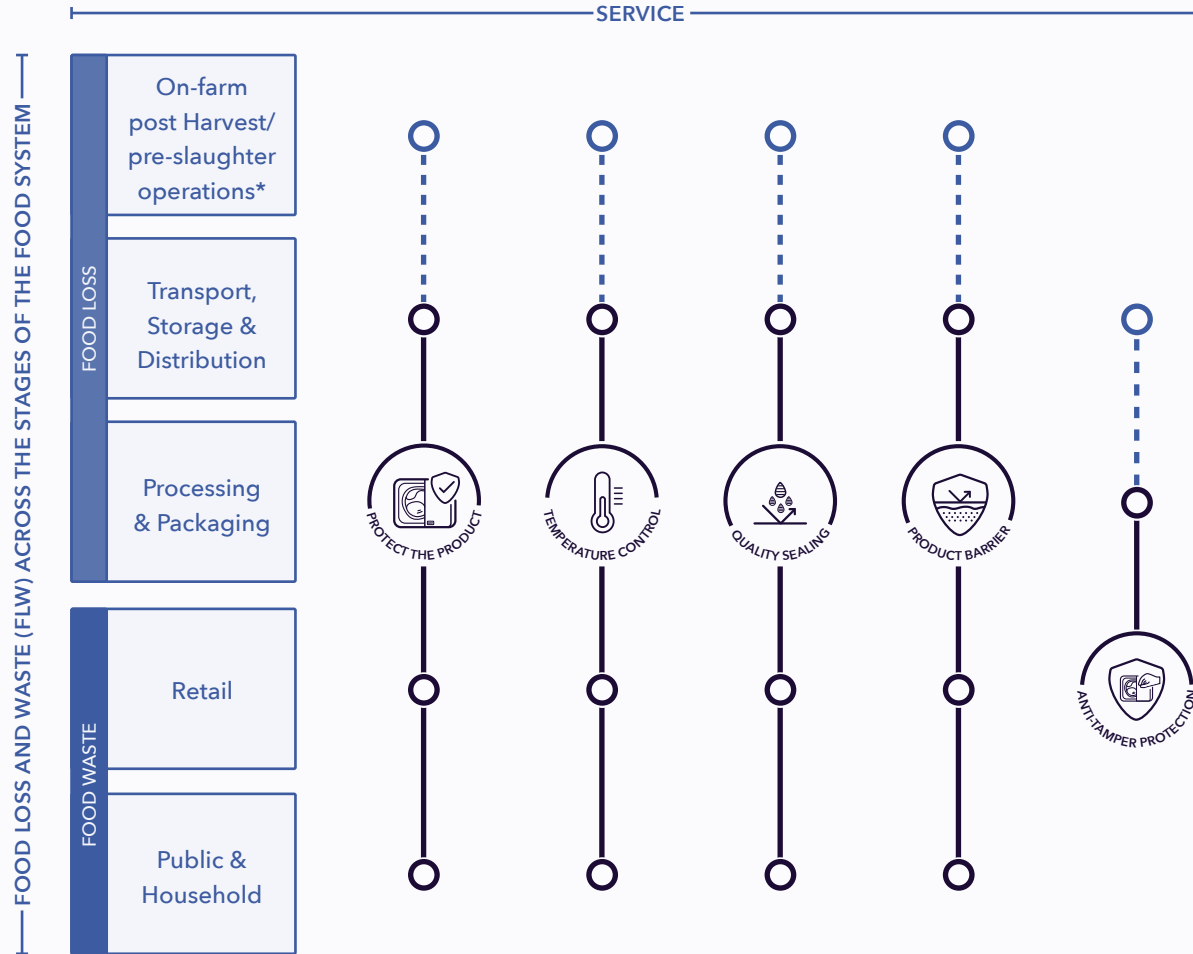 SERVICE
FOOD LOSS AND WASTE (FLW) ACROSS THE STAGES OF THE FOOD SYSTEM
FOOD LOSS
On-farm
post Harvest/
pre-slaughter
operations*
Transport,
Storage &
Distribution
Processing
& Packaging
PROTECT THE PRODUCT
TEMPERATURE CONTROL
QUALITY SEALING
PRODUCT BARRIER
FOOD WASTE
Retail
ANTI-TAMPER PROTECTION
Public &
Household